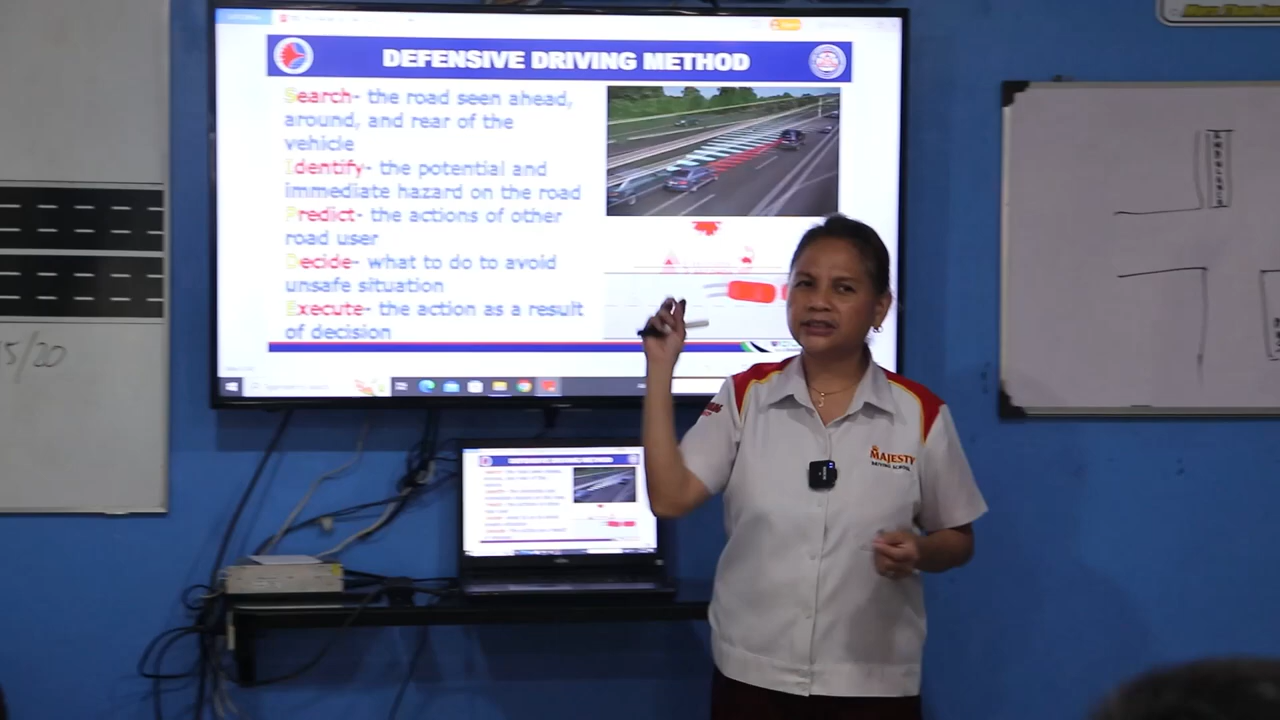 DEFENSIVE DRIVING METHOD
Search- the road seen ahead,
around, and rear of the
vehicle
Identify- the potential and
immediate hazard on the road
Predict- the actions of other
road user
Decide- what to do to avoid
unsafe situation
Execute- the action as a result
of decision
15/20
MAJESTY
DRIVING SCHOOL